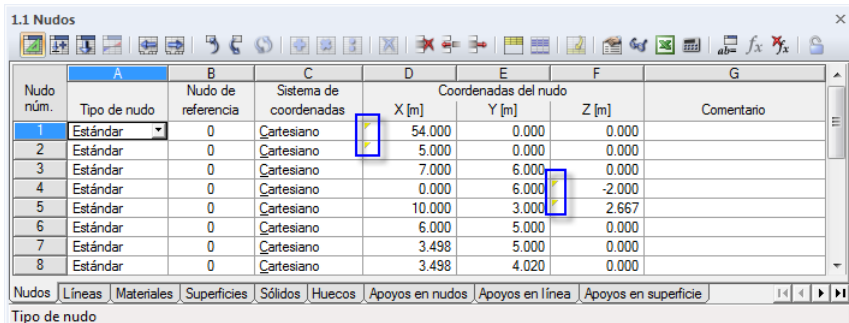 1.1 Nudos
ab= fx fx
A B C D E F G
Nudo núm. Tipo de nudo Nudo de referencia Sistema de coordenadas Coordenadas del nudo X [m] Y [m] Z [m] Comentario
1 Estándar 0 Cartesiano 54.000 0.000 0.000
2 Estándar 0 Cartesiano 5.000 0.000 0.000
3 Estándar 0 Cartesiano 7.000 6.000 0.000
4 Estándar 0 Cartesiano 0.000 6.000 -2.000
5 Estándar 0 Cartesiano 10.000 3.000 2.667
6 Estándar 0 Cartesiano 6.000 5.000 0.000
7 Estándar 0 Cartesiano 3.498 5.000 0.000
8 Estándar 0 Cartesiano 3.498 4.020 0.000
Nudos Líneas Materiales Superficies Sólidos Huecos Apoyos en nudos Apoyos en línea Apoyos en superficie
Tipo de nudo